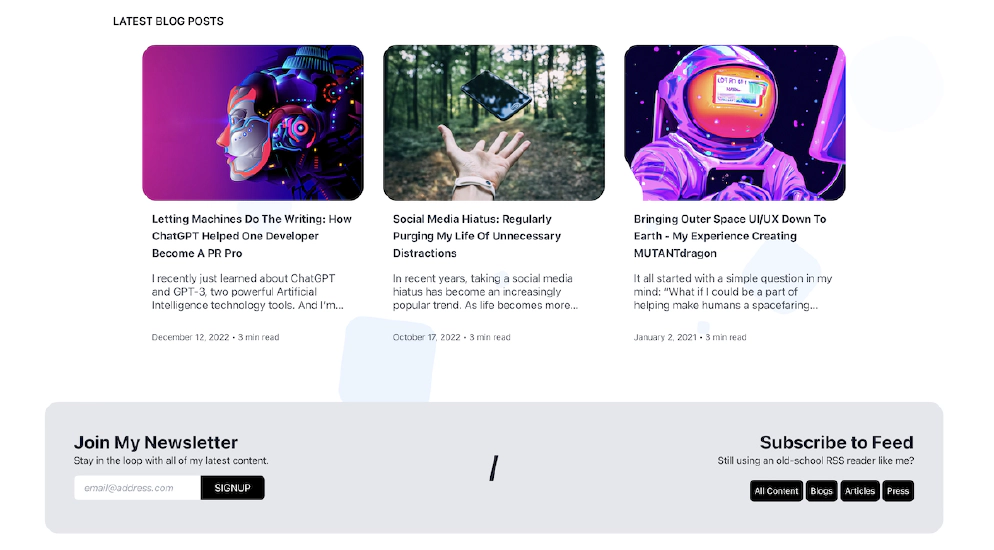 LATEST BLOG POSTS
Letting Machines Do The Writing: How
ChatGPT Helped One Developer
Become A PR Pro
I recently just learned about ChatGPT
and GPT-3, two powerful Artificial
Intelligence technology tools. And I'm...
December 12, 2022 • 3 min read
Social Media Hiatus: Regularly
Purging My Life Of Unnecessary
Distractions
In recent years, taking a social media
hiatus has become an increasingly
popular trend. As life becomes more...
October 17, 2022 • 3 min read
Bringing Outer Space UI/UX Down To
Earth - My Experience Creating
MUTANTdragon
It all started with a simple question in my
mind: “What if I could be a part of
helping make humans a spacefaring...
January 2, 2021 • 3 min read
Join My Newsletter
Stay in the loop with all of my latest content.
email@address.com SIGNUP
/
Subscribe to Feed
Still using an old-school RSS reader like me?
All Content Blogs Articles Press